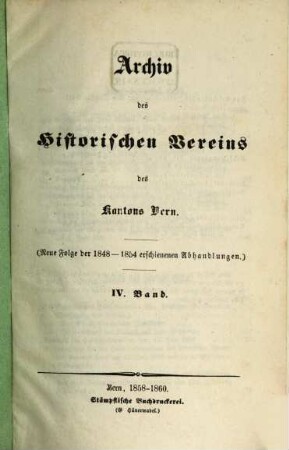 Archiv
des
Historischen Vereins
des
Kantons Bern.
(Neue Folge der 1848—1854 erschienenen Abhandlungen.)
IV. Band.
Bern, 1858–1860.
Stämpflische Buchdruckerei.
(G. Hünerwadel.)